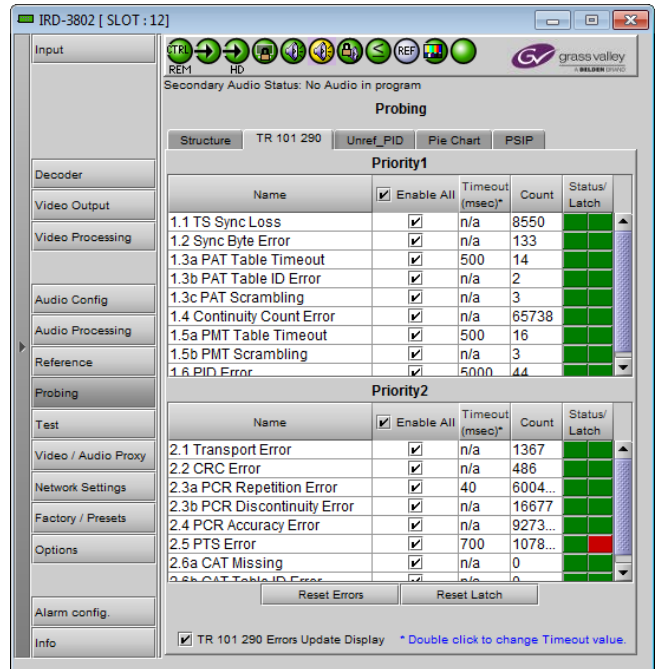 IRD-3802 [ SLOT : 12]
Input
CTRL
REM
HD
REF
GV grass valley
A BELDEN BRAND
Secondary Audio Status: No Audio in program
Probing
Structure TR 101 290 Unref_PID Pie Chart PSIP
Priority1
Name Enable All Timeout (msec)* Count Status/ Latch
1.1 TS Sync Loss n/a 8550
1.2 Sync Byte Error n/a 133
1.3a PAT Table Timeout 500 14
1.3b PAT Table ID Error n/a 2
1.3c PAT Scrambling n/a 3
1.4 Continuity Count Error n/a 65738
1.5a PMT Table Timeout 500 16
1.5b PMT Scrambling n/a 3
1.6 PID Error 5000 44
Priority2
Name Enable All Timeout (msec)* Count Status/ Latch
2.1 Transport Error n/a 1367
2.2 CRC Error n/a 486
2.3a PCR Repetition Error 40 6004...
2.3b PCR Discontinuity Error n/a 16677
2.4 PCR Accuracy Error n/a 9273...
2.5 PTS Error 700 1078...
2.6a CAT Missing n/a 0
2.6b CAT Table ID Error n/a 0
Reset Errors Reset Latch
TR 101 290 Errors Update Display * Double click to change Timeout value.
Decoder
Video Output
Video Processing
Audio Config
Audio Processing
Reference
Probing
Test
Video / Audio Proxy
Network Settings
Factory / Presets
Options
Alarm config.
Info